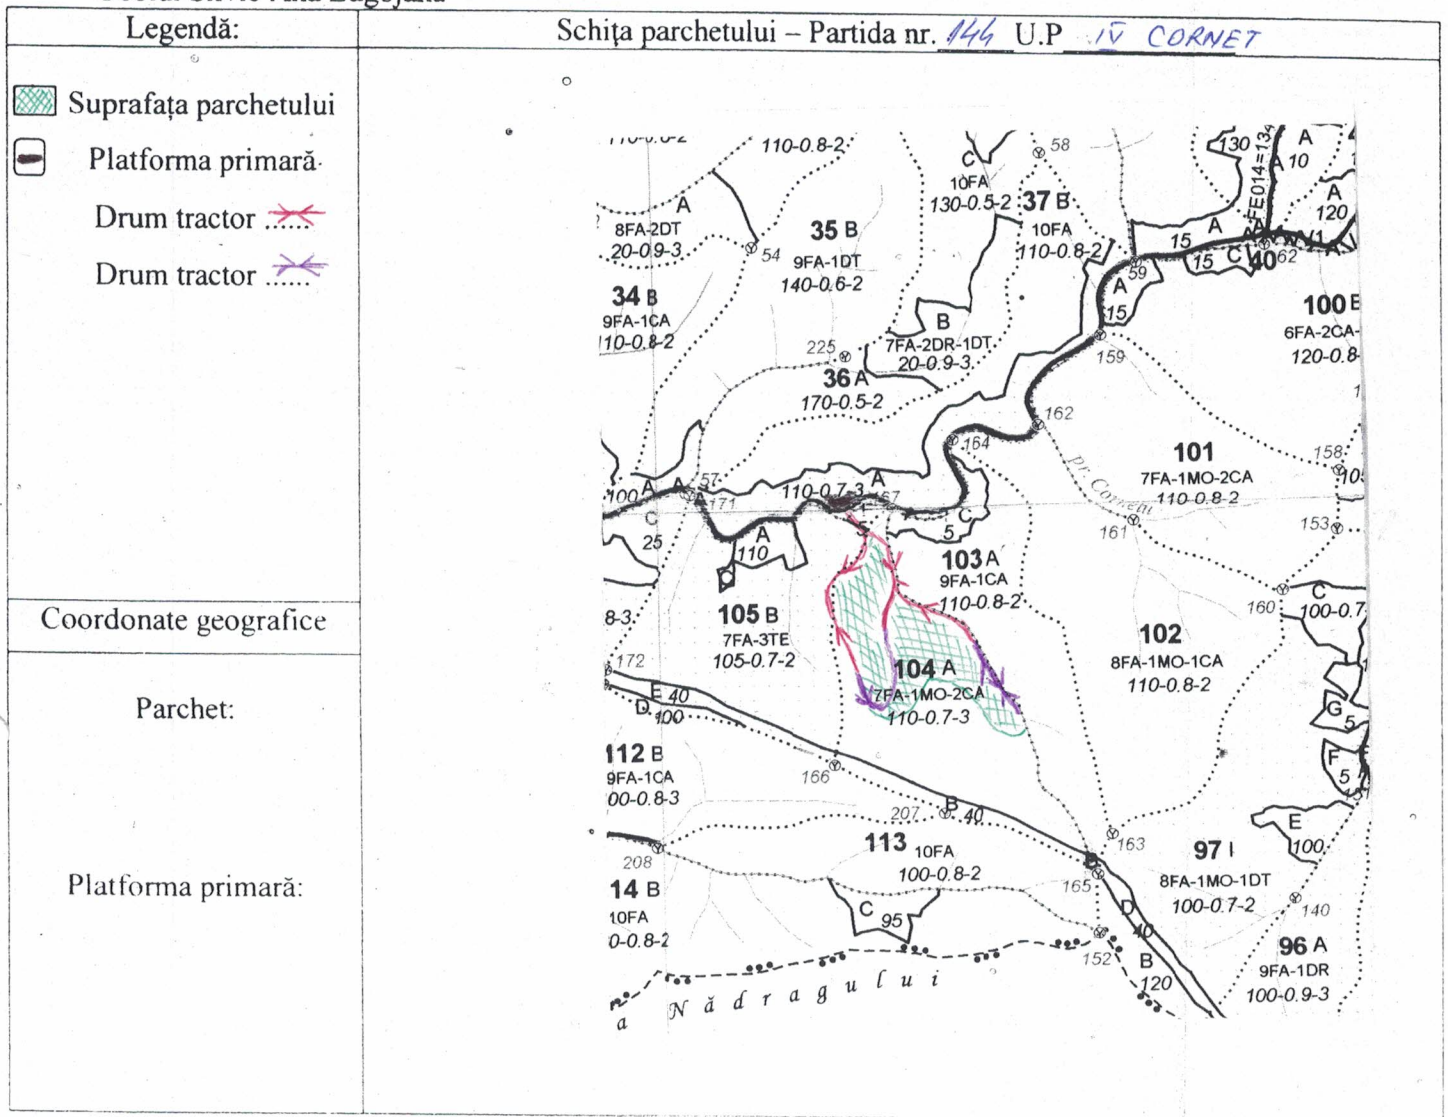 Legendă:
Schița parchetului – Partida nr. 144 U.P IV CORNET
Suprafața parchetului
Platforma primară
Drum tractor ......
Drum tractor ......
Coordonate geografice
Parchet:
Platforma primară:
110-0.8-2
C
10FA
130-0.5-2
58
130
FE014=134
A
10
A
A
120
A
8FA-2DT
20-0.9-3
54
35 B
9FA-1DT
140-0.6-2
37 B
10FA
110-0.8-2
15 A
A
15 C
40
62
59
A
15
34 B
9FA-1CA
110-0.8-2
B
7FA-2DR-1DT
20-0.9-3
100
6FA-2CA-
120-0.8-
225
36 A
170-0.5-2
159
162
164
101
7FA-1MO-2CA
110-0.8-2
158
pr. Cornetu
161
153
100 A
A
57
A
171
110-0.7-3
A
C
25
A
110
C
5
103 A
9FA-1CA
110-0.8-2
160
C
100-0.7
8-3
105 B
7FA-3TE
105-0.7-2
102
8FA-1MO-1CA
110-0.8-2
172
104 A
7FA-1MO-2CA
110-0.7-3
E 40
D
100
G
5
F
5
112 B
9FA-1CA
00-0.8-3
166
207
B
40
E
100
163
208
113
10FA
100-0.8-2
B
165
97 I
8FA-1MO-1DT
100-0.7-2
14 B
10FA
0-0.8-2
C
95
D
40
140
152
B
120
96 A
9FA-1DR
100-0.9-3
a Nădragului